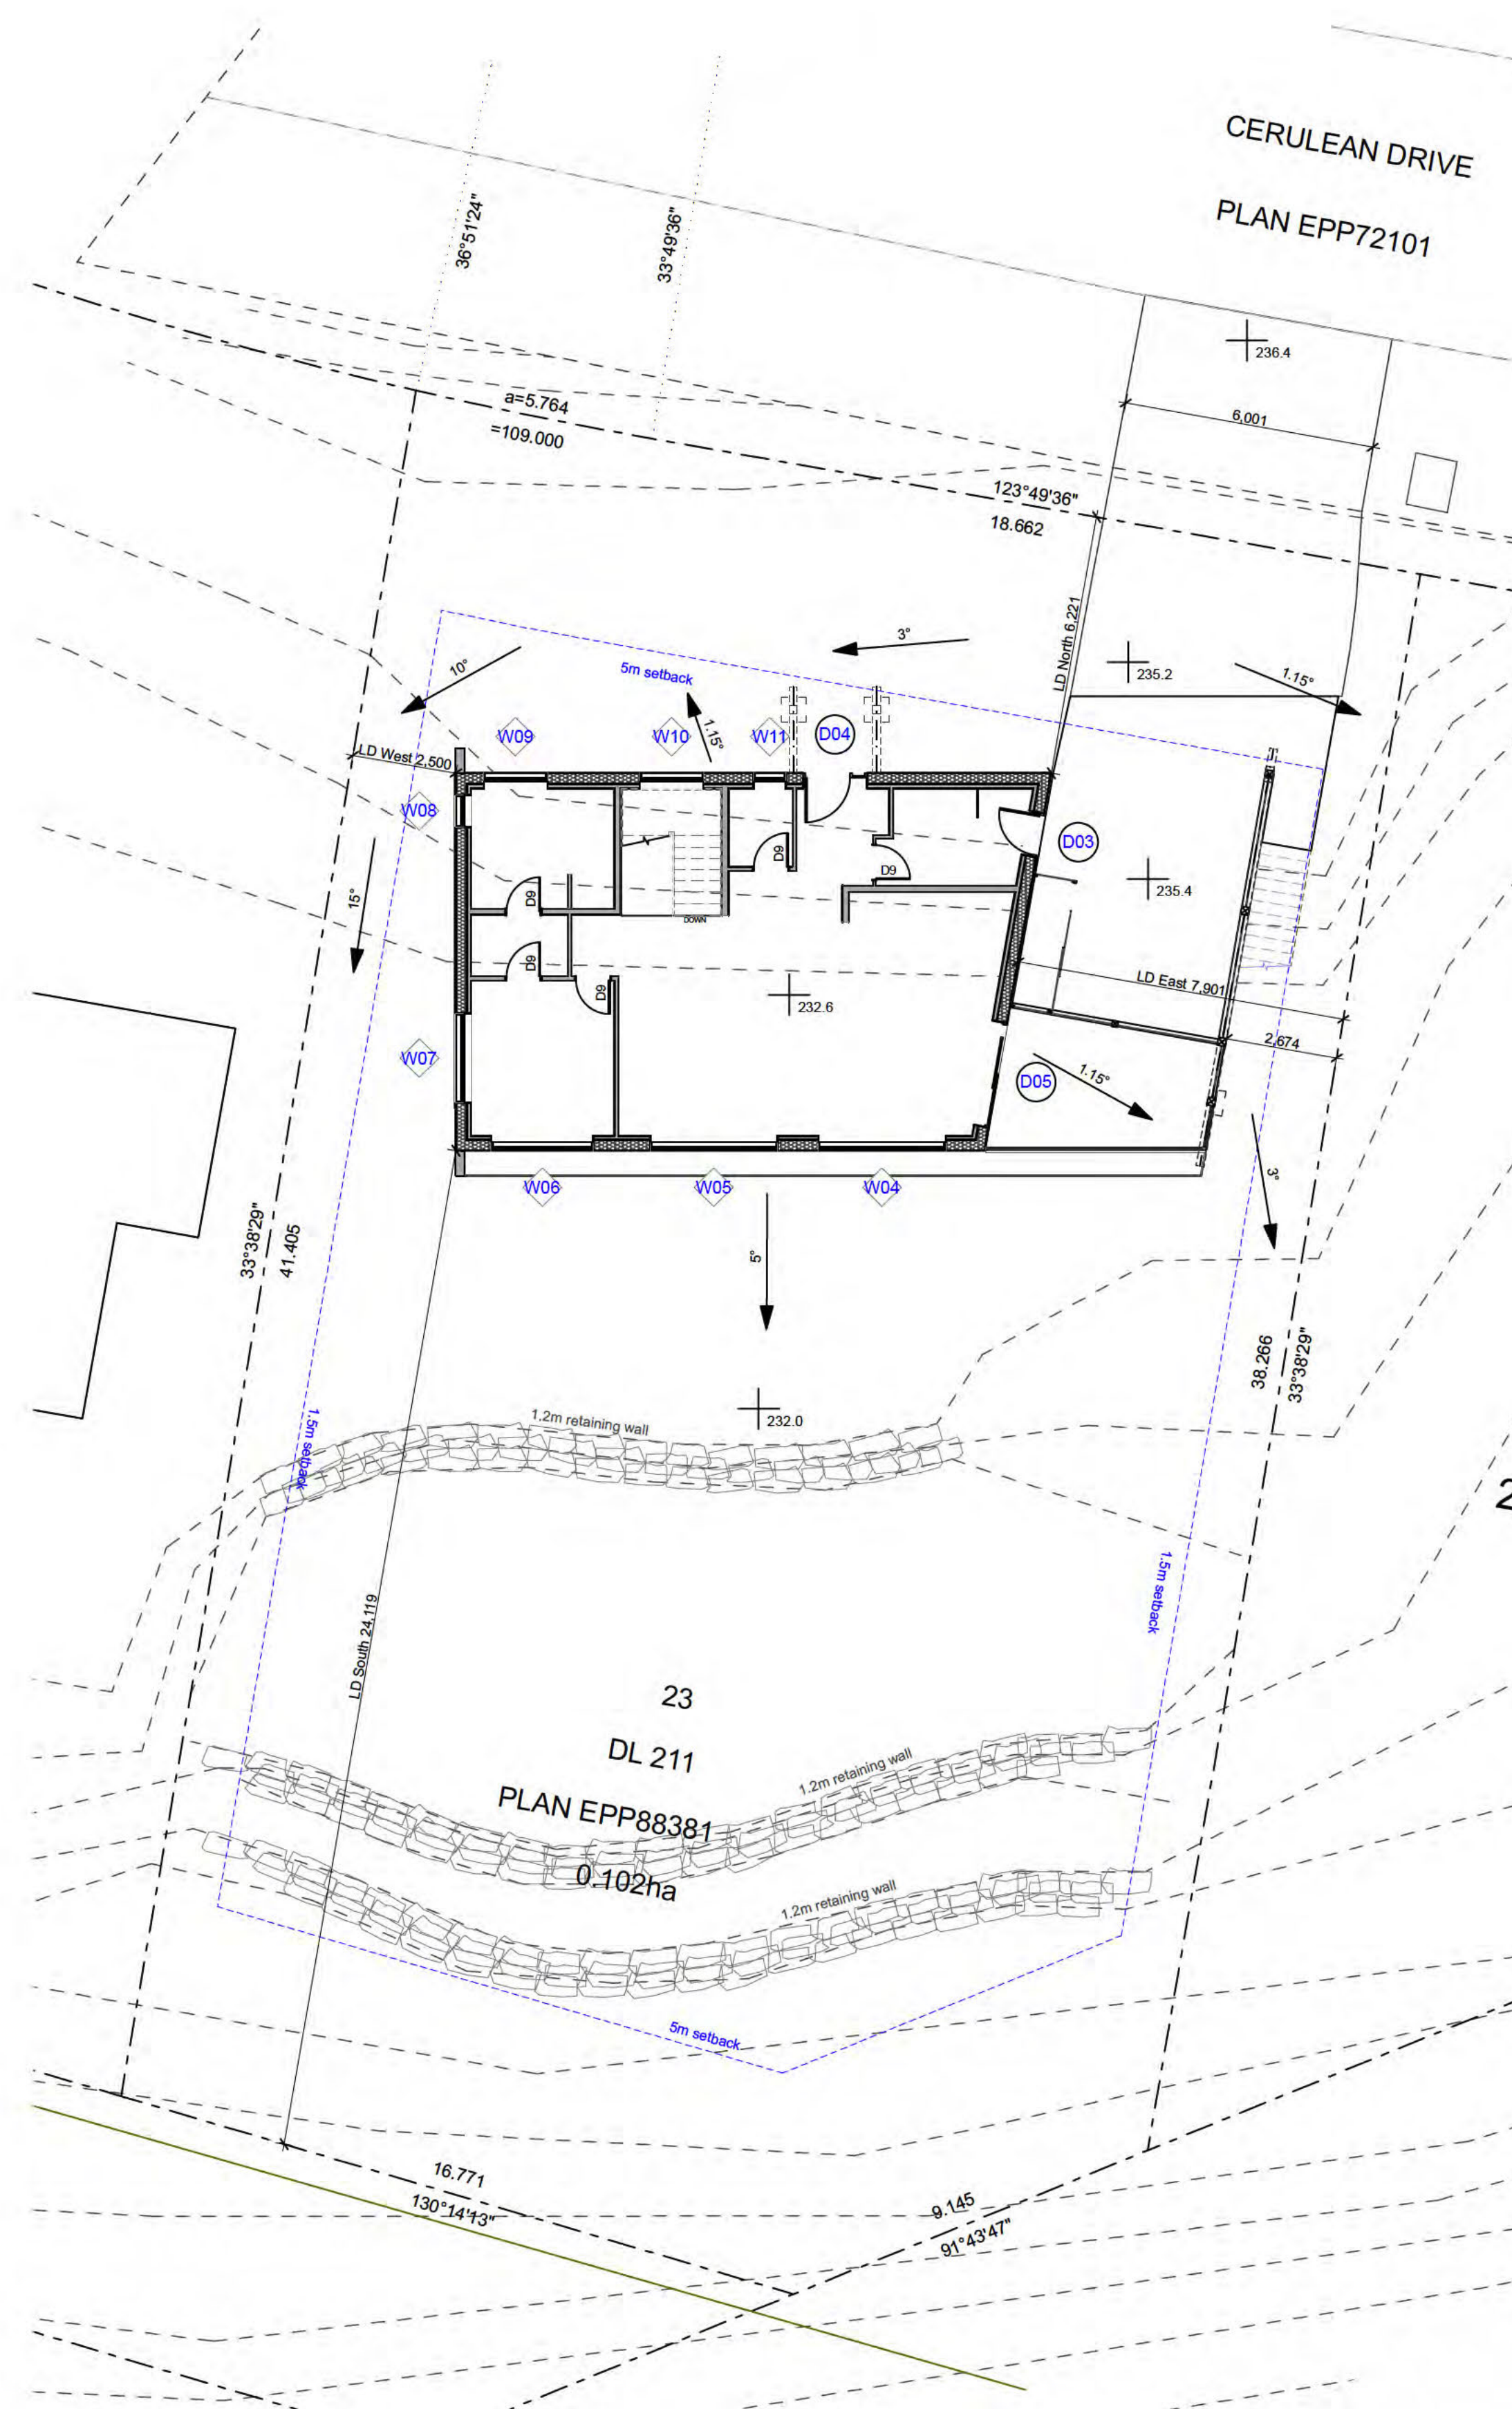 CERULEAN DRIVE
PLAN EPP72101
36°51'24"
33°49'36"
236.4
a=5.764
=109.000
6,001
123°49'36"
18.662
LD North 6,221
3°
10°
5m setback
235.2
1.15°
1.15°
W09
W10
W11
D04
LD West 2,500
W08
D03
D9
D9
235.4
15°
D9
DOWN
D9
LD East 7,901
D9
232.6
2,674
W07
D05
1.15°
W06
W05
W04
3°
33°38'29"
41.405
5°
38.266
33°38'29"
1.2m retaining wall
232.0
1.5m setback
2
1.5m setback
LD South 24,119
23
DL 211
1.2m retaining wall
PLAN EPP88381
0.102ha
1.2m retaining wall
5m setback
16.771
130°14'13"
9.145
91°43'47"